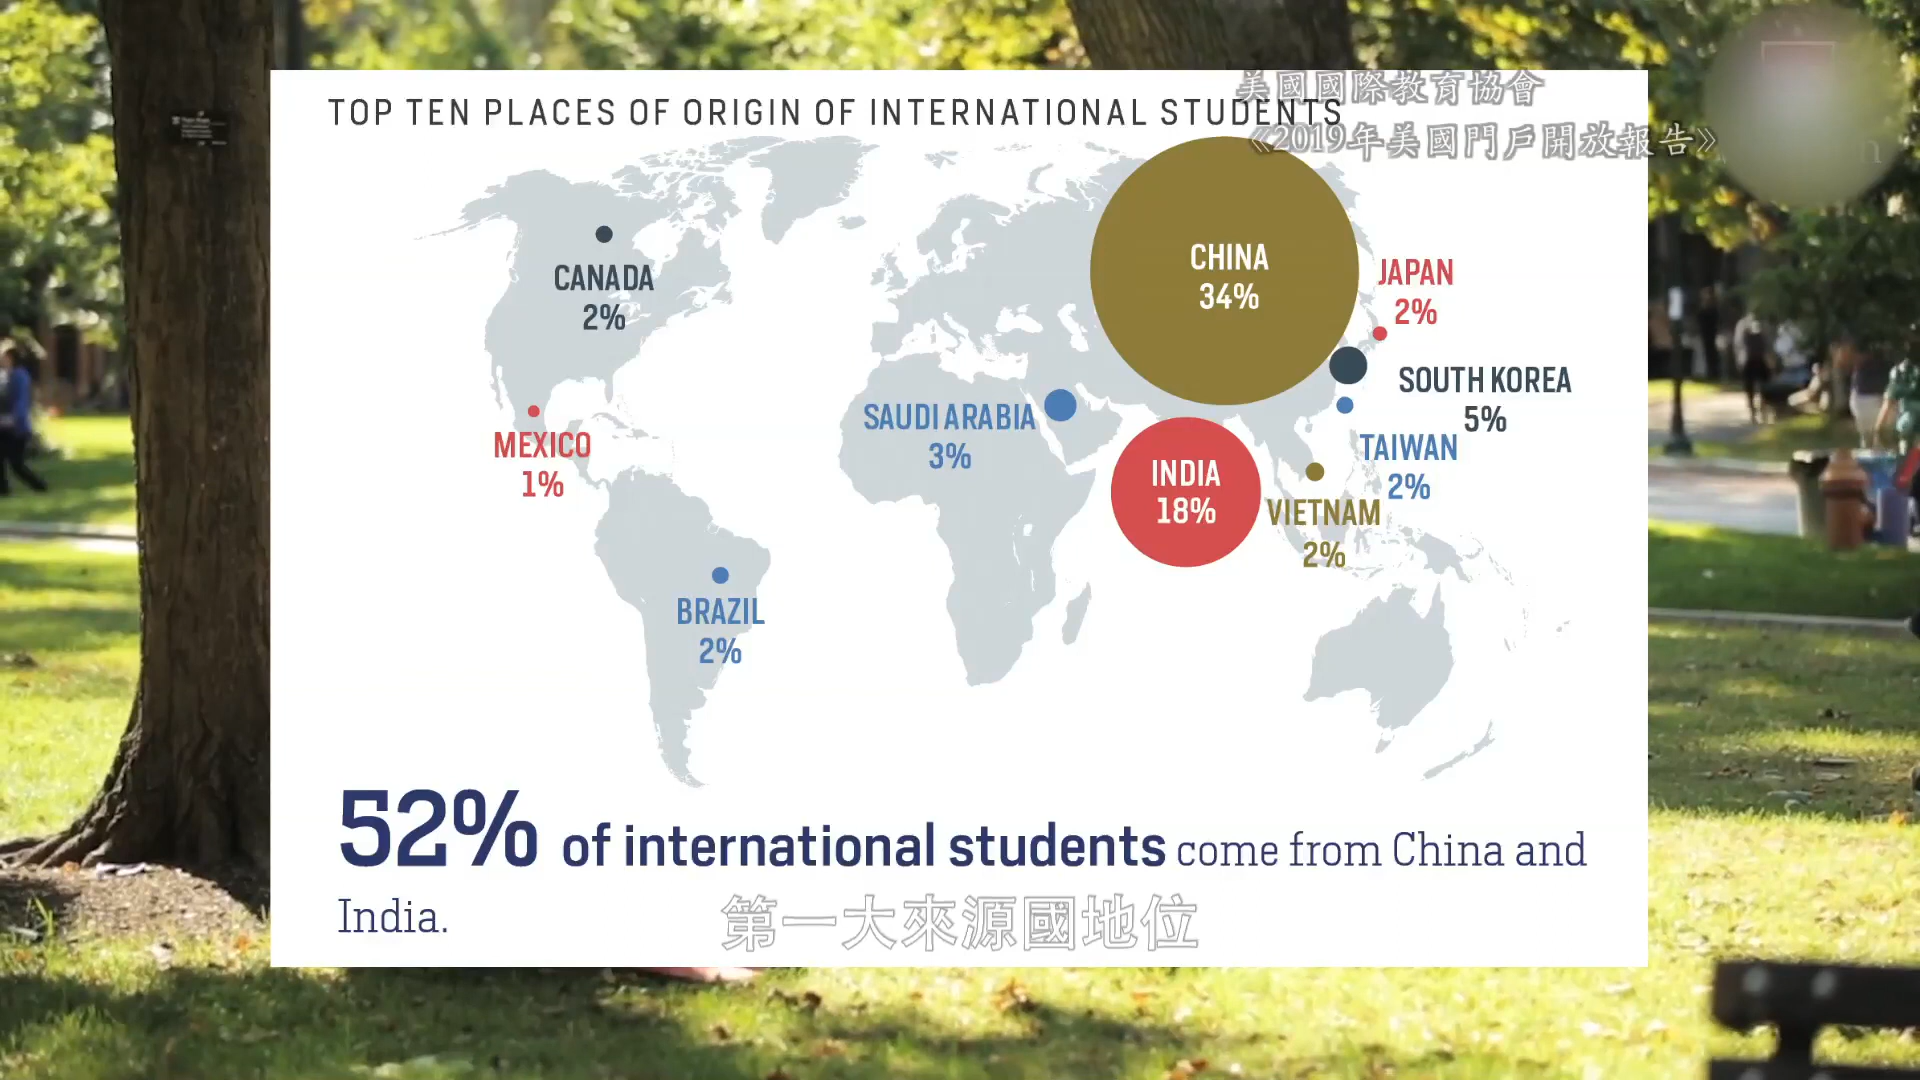 美國國際教育協會
《2019年美國門戶開放報告》
TOP TEN PLACES OF ORIGIN OF INTERNATIONAL STUDENTS
CANADA
2%
CHINA
34%
JAPAN
2%
SOUTH KOREA
5%
SAUDI ARABIA
3%
MEXICO
1%
INDIA
18%
TAIWAN
2%
VIETNAM
2%
BRAZIL
2%
52% of international students come from China and
India.
第一大來源國地位